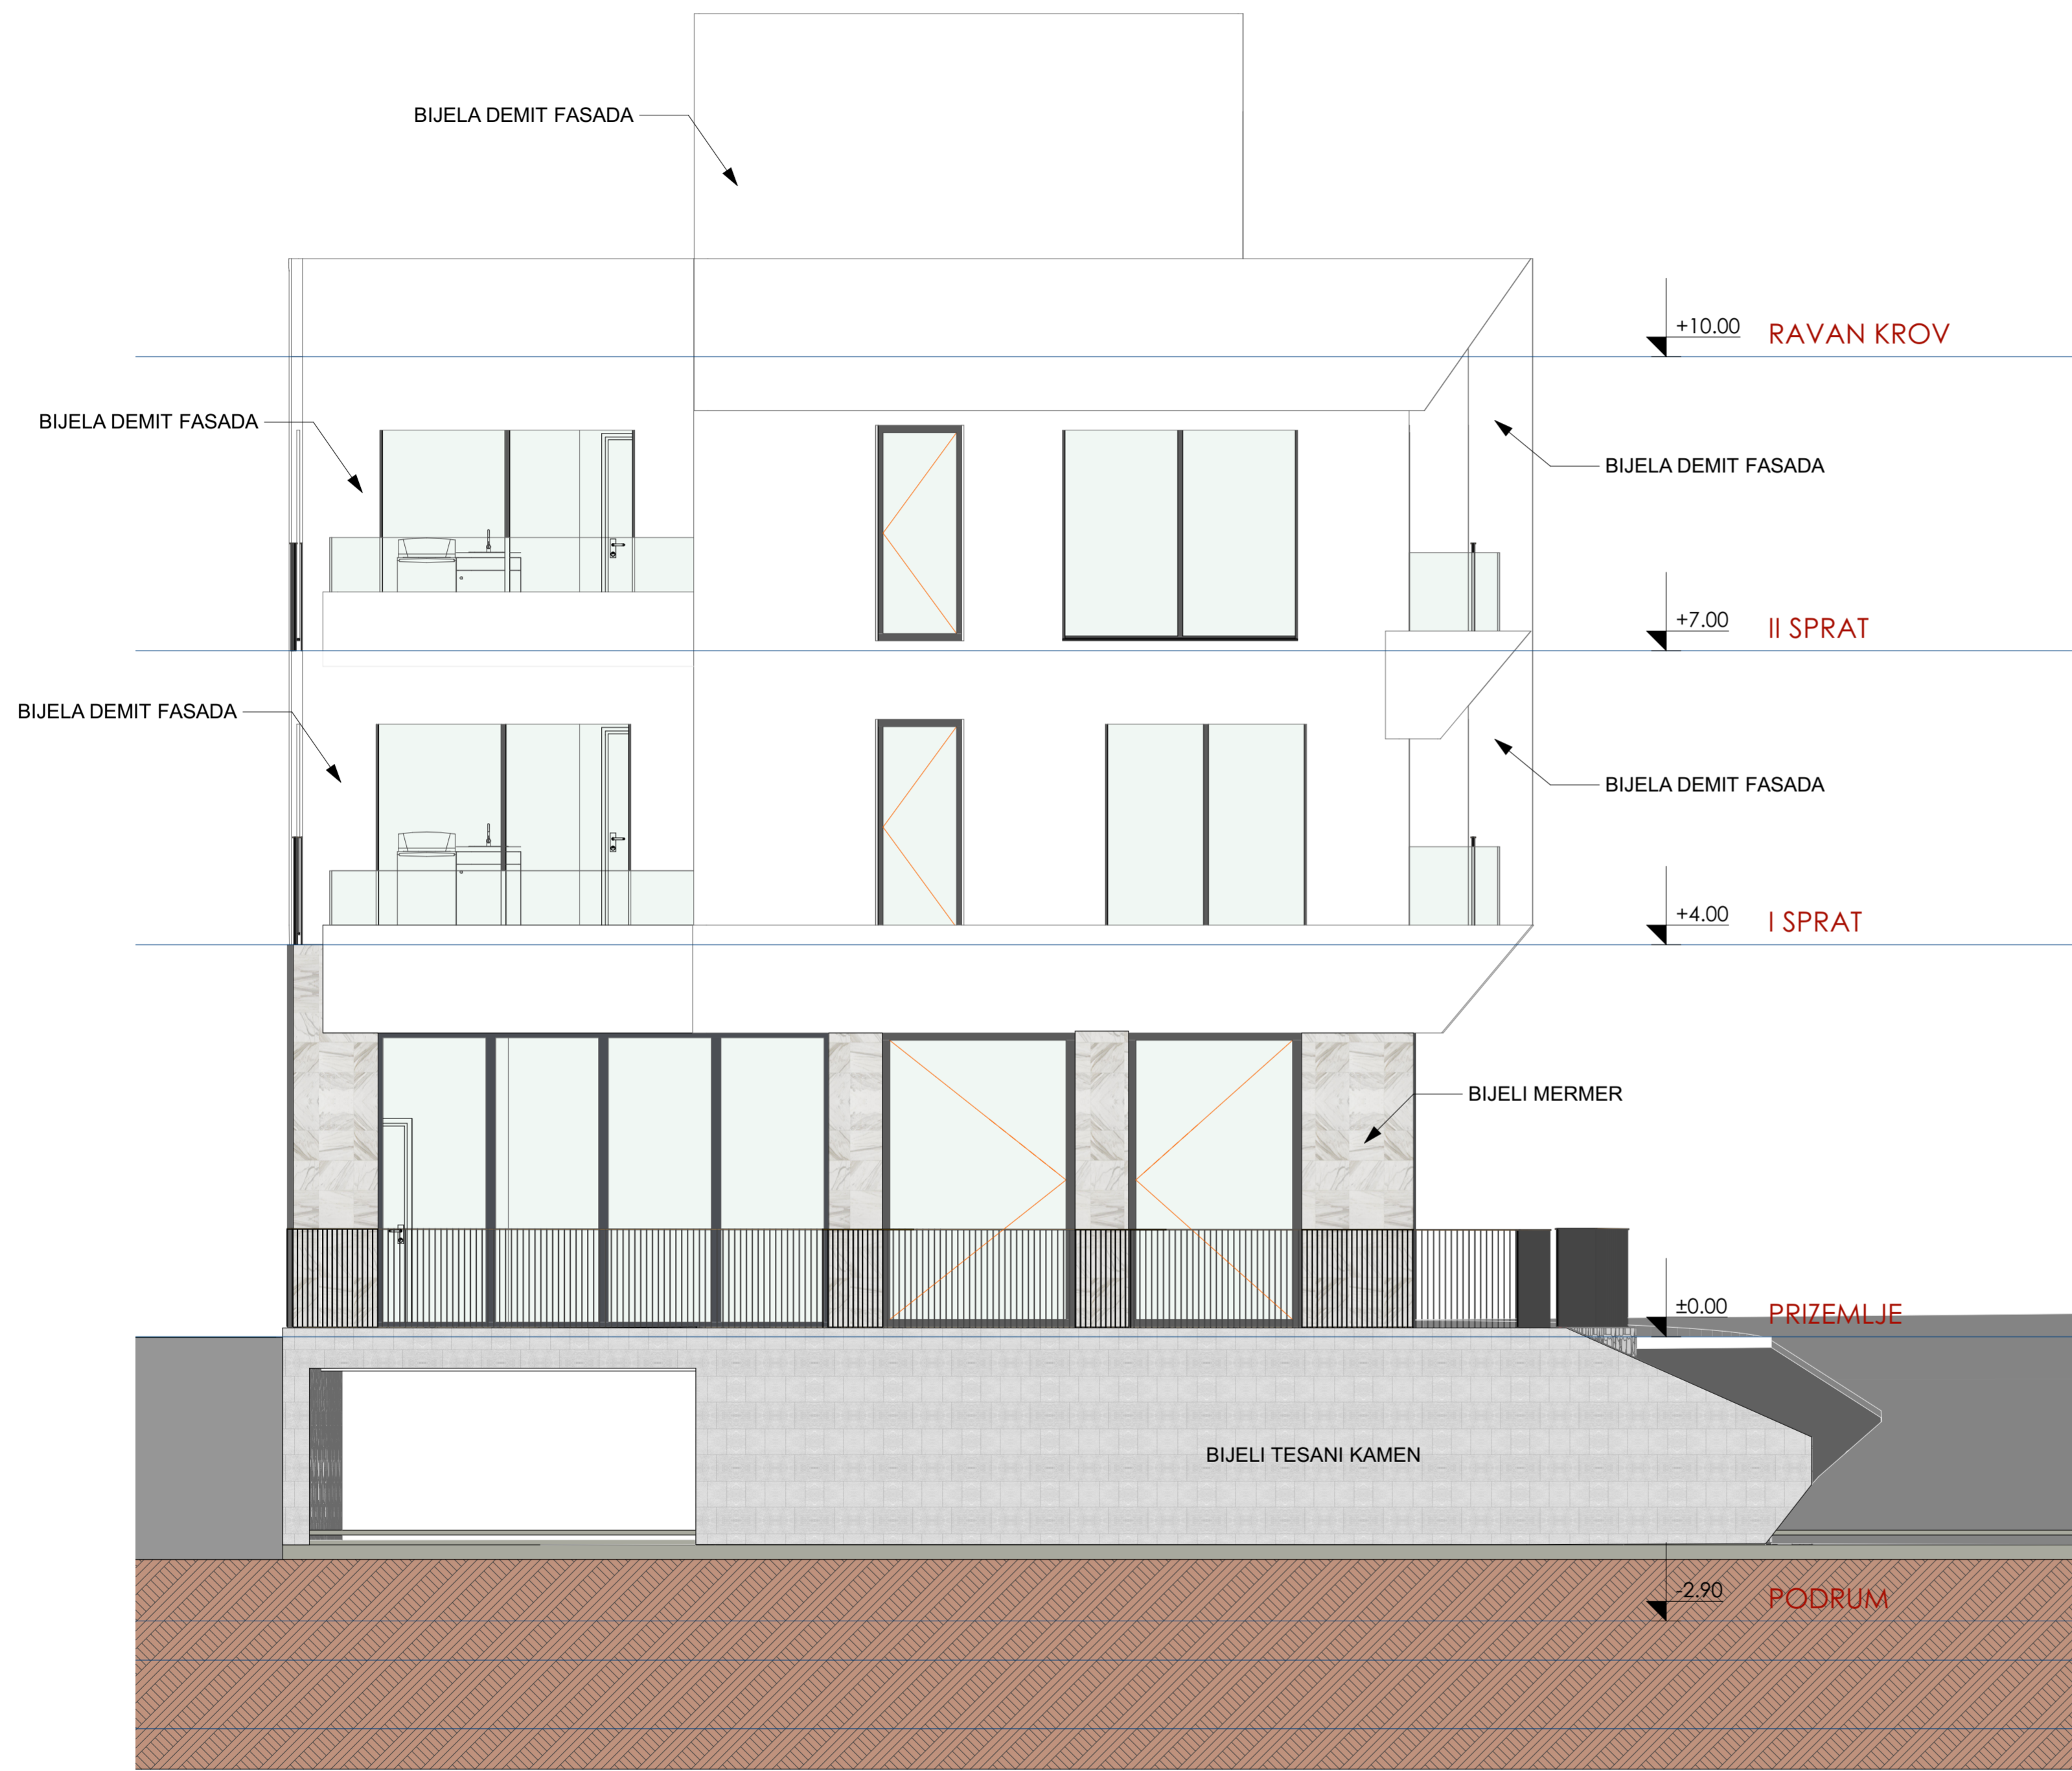 BIJELA DEMIT FASADA
+10.00 RAVAN KROV
BIJELA DEMIT FASADA
BIJELA DEMIT FASADA
+7.00 II SPRAT
BIJELA DEMIT FASADA
BIJELA DEMIT FASADA
+4.00 I SPRAT
BIJELI MERMER
±0.00 PRIZEMLJE
BIJELI TESANI KAMEN
-2.90 PODRUM